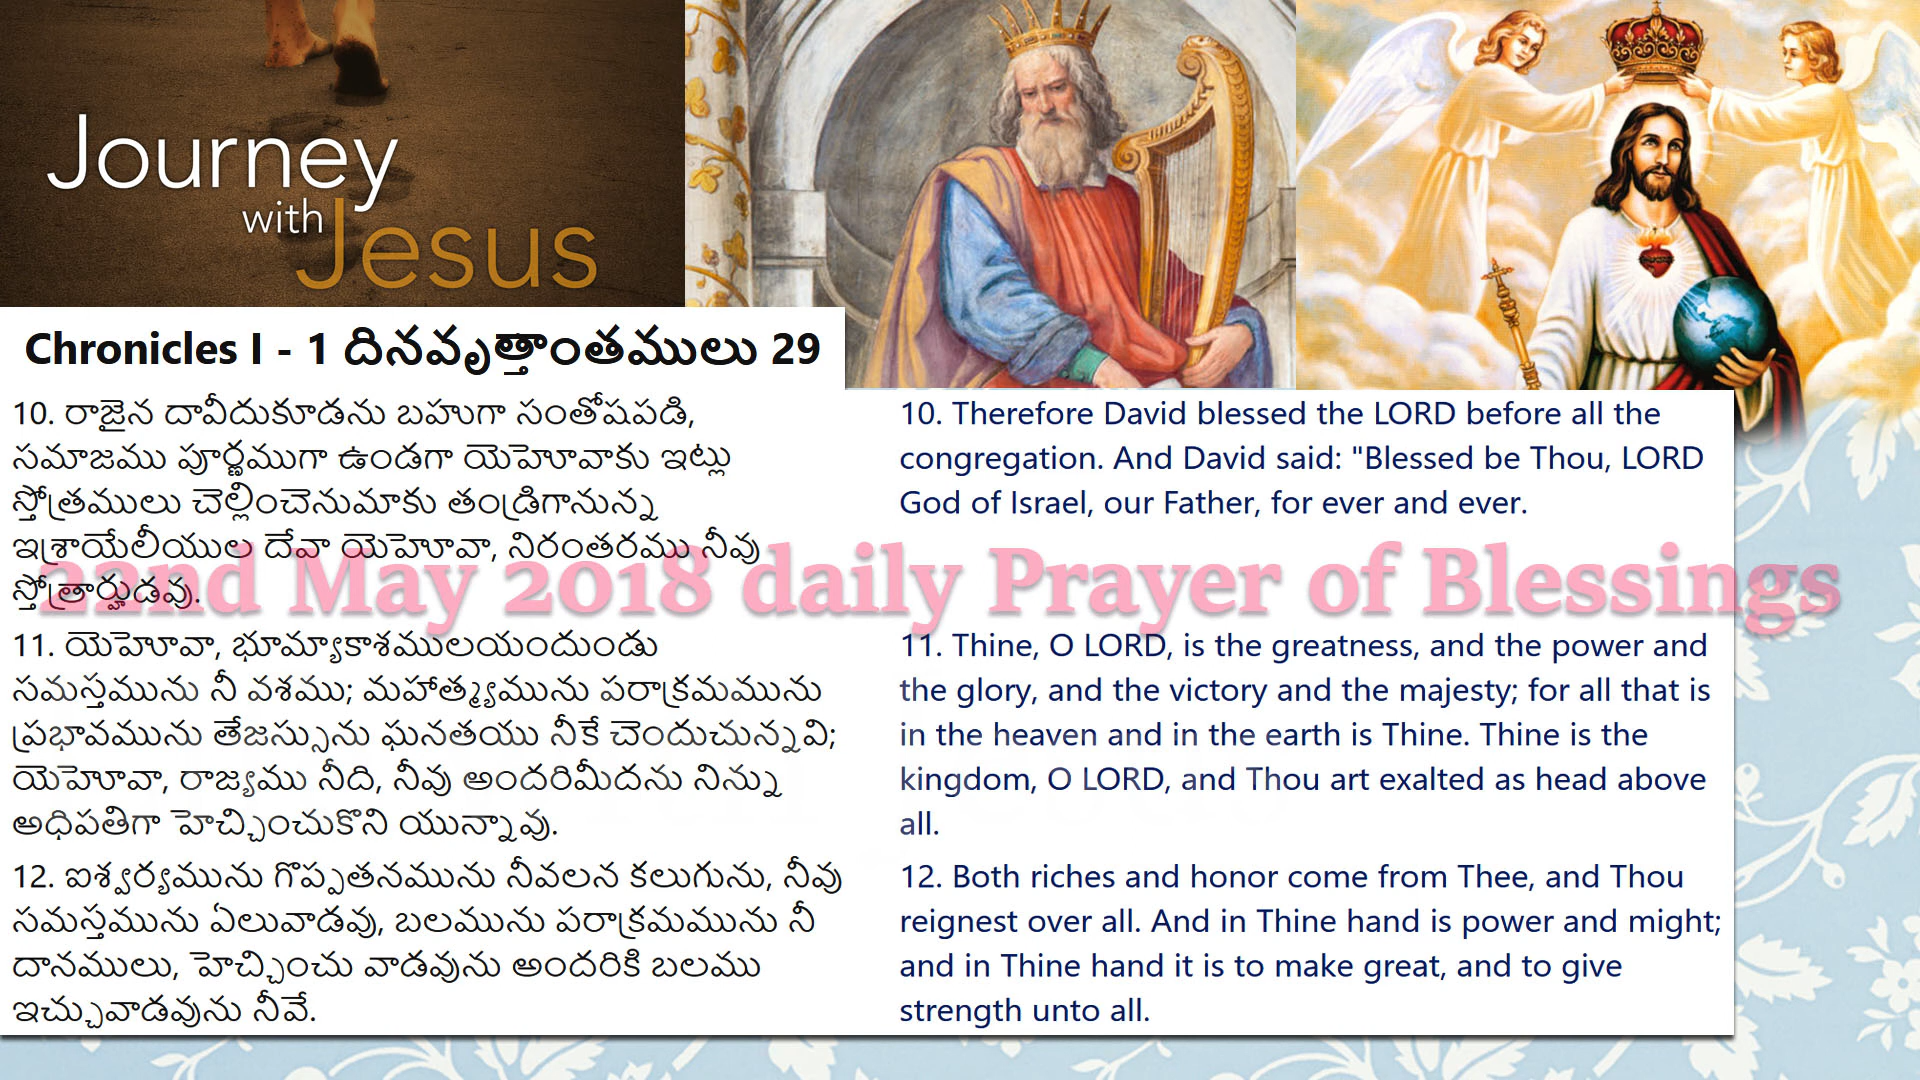 Journey
with
Jesus
Chronicles I - 1 దినవృత్తాంతములు 29
10. రాజైన దావీదుకూడను బహుగా సంతోషపడి,
సమాజము పూర్ణముగా ఉండగా యెహోవాకు ఇట్లు
స్తోత్రములు చెల్లించెనుమాకు తండ్రిగానున్న
ఇశ్రాయేలీయుల దేవా యెహోవా, నిరంతరము నీవు
స్తోత్రార్హుడవు.
10. Therefore David blessed the LORD before all the
congregation. And David said: "Blessed be Thou, LORD
God of Israel, our Father, for ever and ever.
22nd May 2018 daily Prayer of Blessings
11. యెహోవా, భూమ్యాకాశములయందుండు
సమస్తమును నీ వశము; మహాత్మ్యమును పరాక్రమమును
ప్రభావమును తేజస్సును ఘనతయు నీకే చెందుచున్నవి;
యెహోవా, రాజ్యము నీది, నీవు అందరిమీదను నిన్ను
అధిపతిగా హెచ్చించుకొని యున్నావు.
11. Thine, O LORD, is the greatness, and the power and
the glory, and the victory and the majesty; for all that is
in the heaven and in the earth is Thine. Thine is the
kingdom, O LORD, and Thou art exalted as head above
all.
12. ఐశ్వర్యమును గొప్పతనమును నీవలన కలుగును, నీవు
సమస్తమును ఏలువాడవు, బలమును పరాక్రమమును నీ
దానములు, హెచ్చించు వాడవును అందరికి బలము
ఇచ్చువాడవును నీవే.
12. Both riches and honor come from Thee, and Thou
reignest over all. And in Thine hand is power and might;
and in Thine hand it is to make great, and to give
strength unto all.